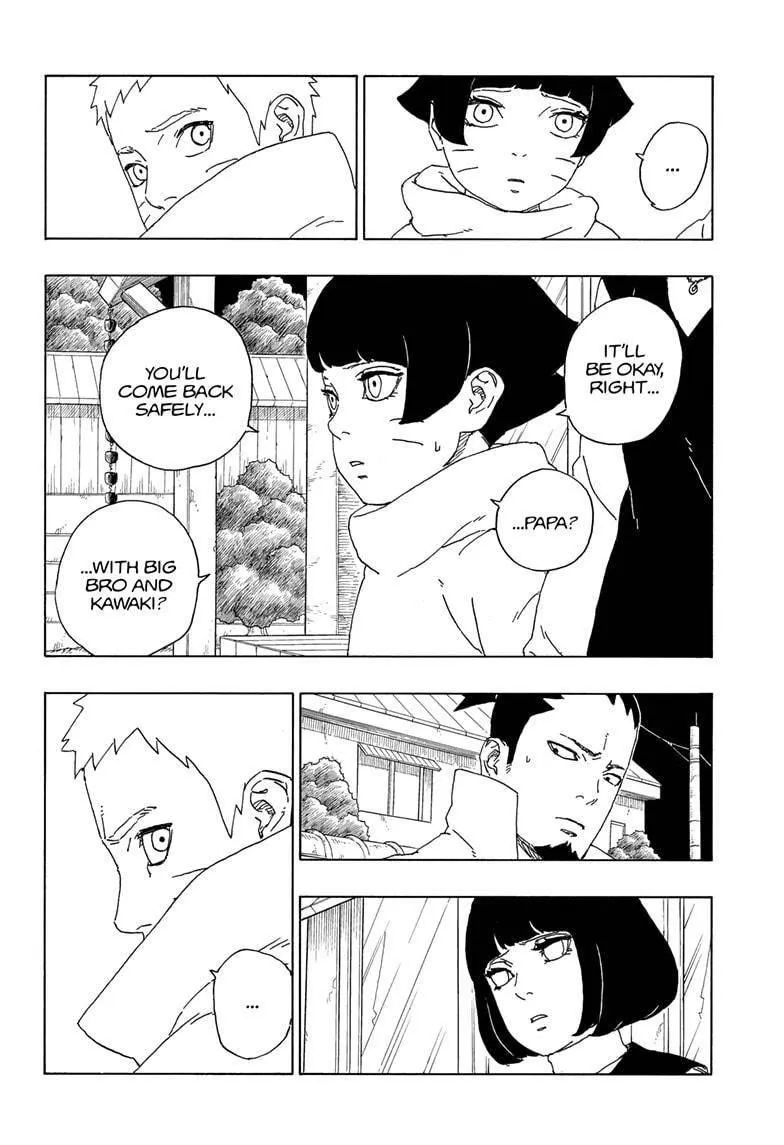 ...
IT'LL
BE OKAY,
RIGHT...
...PAPA?
YOU'LL
COME BACK
SAFELY...
...WITH BIG
BRO AND
KAWAKI?
...